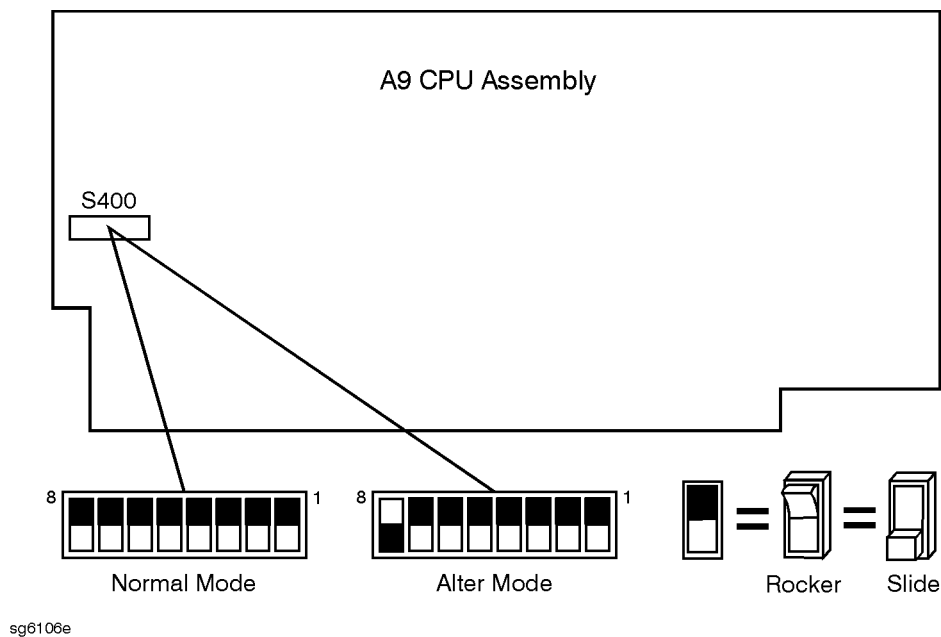 A9 CPU Assembly
S400
8 1 8 1
Normal Mode Alter Mode Rocker Slide
sg6106e